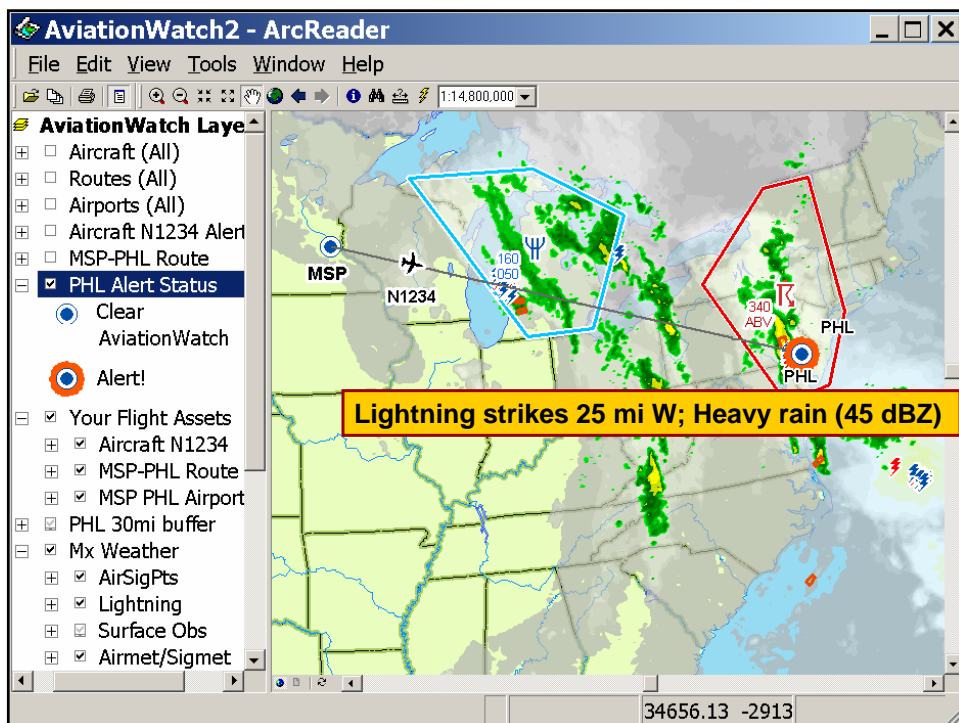 AviationWatch2 - ArcReader
File Edit View Tools Window Help
1:14,800,000
AviationWatch Laye
Aircraft (All)
Routes (All)
Airports (All)
Aircraft N1234 Alert
MSP-PHL Route
PHL Alert Status
Clear
AviationWatch
Alert!
Your Flight Assets
Aircraft N1234
MSP-PHL Route
MSP PHL Airport
PHL 30mi buffer
Mx Weather
AirSigPts
Lightning
Surface Obs
Airmet/Sigmet
MSP
N1234
160
050
340
ABV
PHL
PHL
Lightning strikes 25 mi W; Heavy rain (45 dBZ)
34656.13 -2913